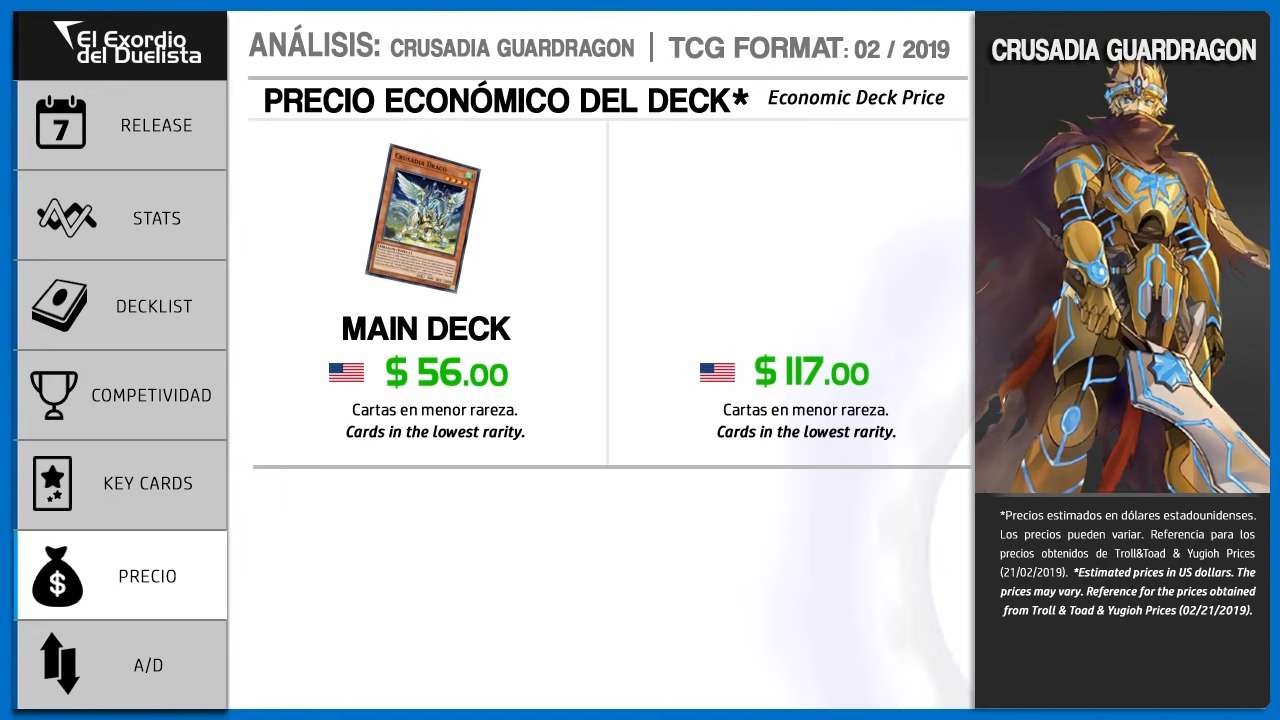 El Exordio
del Duelista
ANÁLISIS: CRUSADIA GUARDRAGON | TCG FORMAT: 02 / 2019
CRUSADIA GUARDRAGON
PRECIO ECONÓMICO DEL DECK* Economic Deck Price
7
RELEASE
STATS
DECKLIST
COMPETIVIDAD
KEY CARDS
$
PRECIO
A/D
CRUSADIA DRACO
MAIN DECK
$ 56.00
Cartas en menor rareza.
Cards in the lowest rarity.
$ 117.00
Cartas en menor rareza.
Cards in the lowest rarity.
*Precios estimados en dólares estadounidenses.
Los precios pueden variar. Referencia para los
precios obtenidos de Troll&Toad & Yugioh Prices
(21/02/2019). *Estimated prices in US dollars. The
prices may vary. Reference for the prices obtained
from Troll & Toad & Yugioh Prices (02/21/2019).